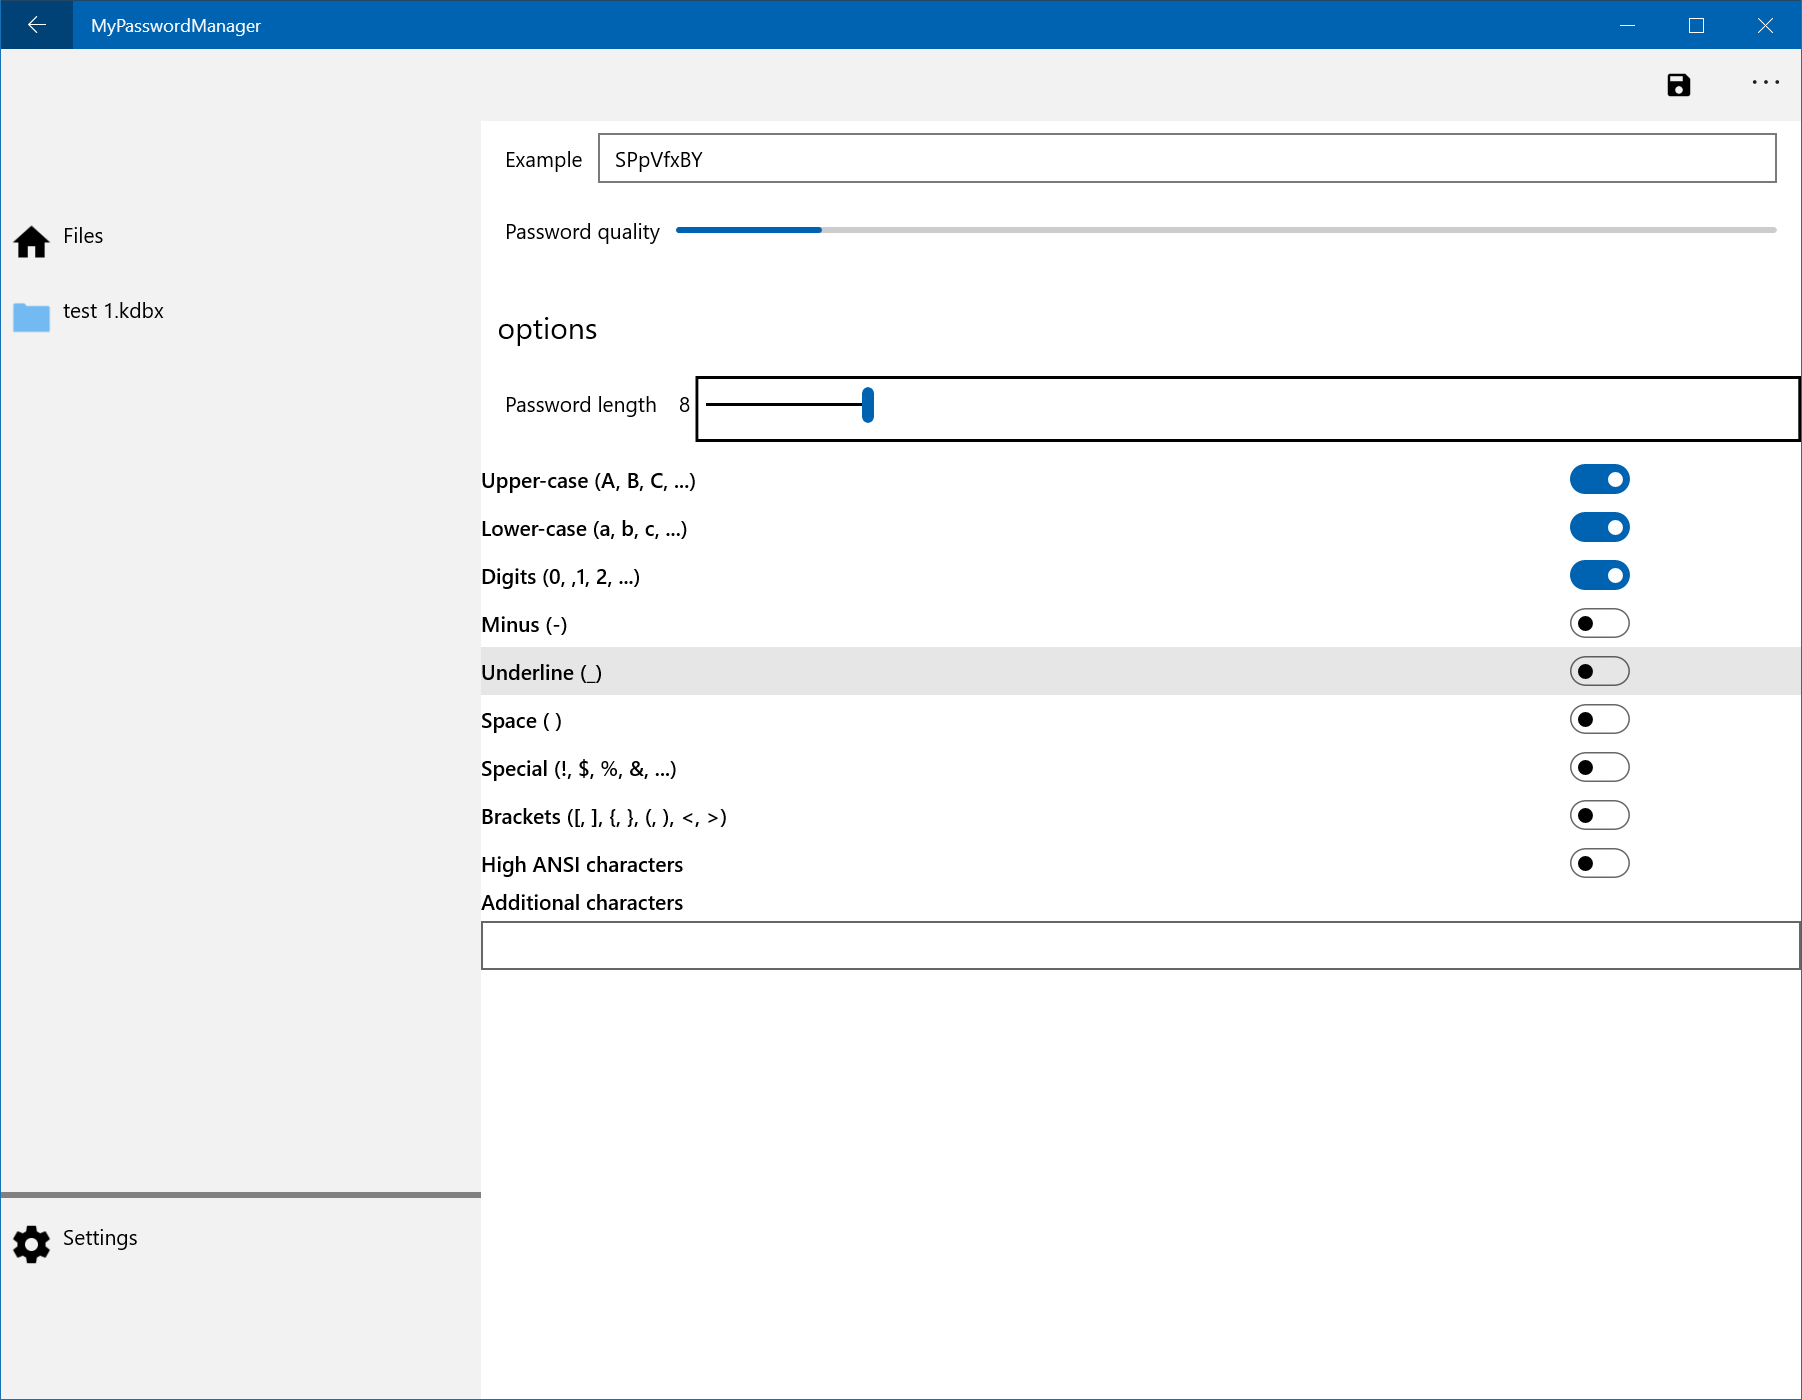 MyPasswordManager
Example SPpVfxBY
Password quality
Files
test 1.kdbx
options
Password length 8
Upper-case (A, B, C, ...)
Lower-case (a, b, c, ...)
Digits (0, ,1, 2, ...)
Minus (-)
Underline (_)
Space ( )
Special (!, $, %, &, ...)
Brackets ([, ], {, }, (, ), <, >)
High ANSI characters
Additional characters
Settings